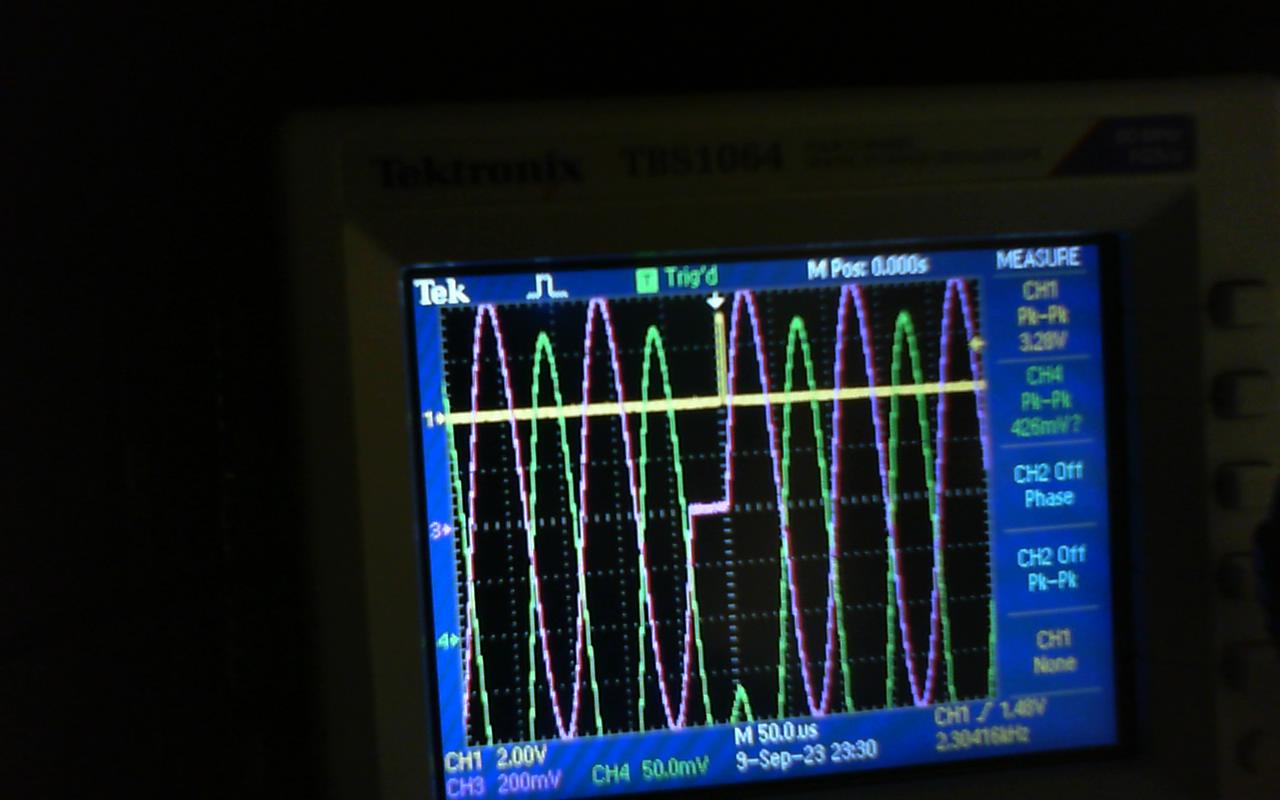 Tektronix TBS1064
Tek Trig'd M Pos: 0.000s MEASURE
CH1
Pk-Pk
3.28V
CH4
Pk-Pk
426mV?
CH2 Off
Phase
CH2 Off
Pk-Pk
CH1
None
1
3
4
CH1 2.00V M 50.0us CH1 / 1.48V
CH3 200mV CH4 50.0mV 9-Sep-23 23:30 2.30416kHz